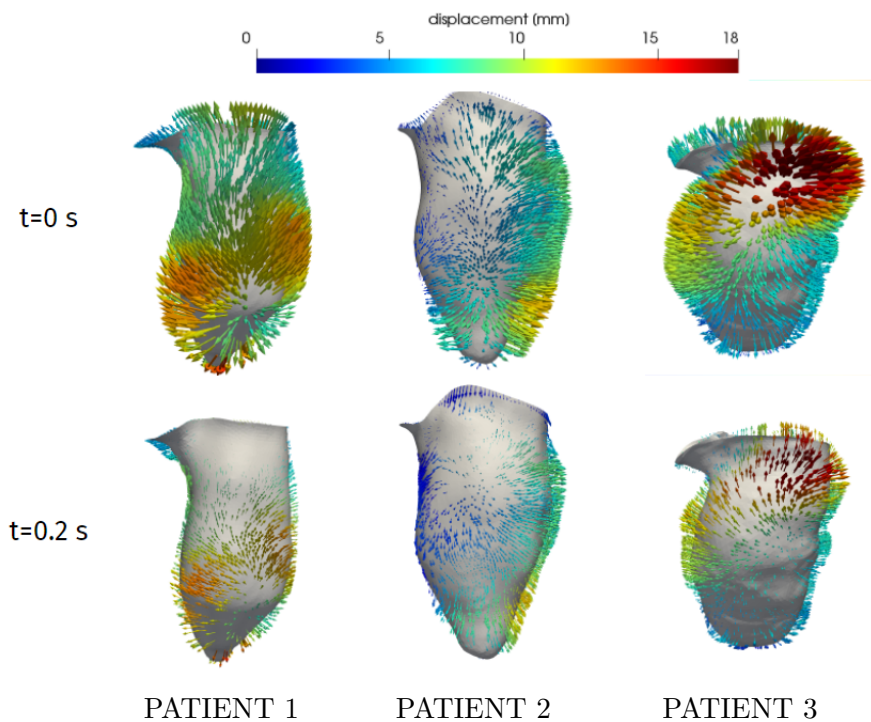 displacement (mm)
0 5 10 15 18
t=0 s
t=0.2 s
PATIENT 1 PATIENT 2 PATIENT 3